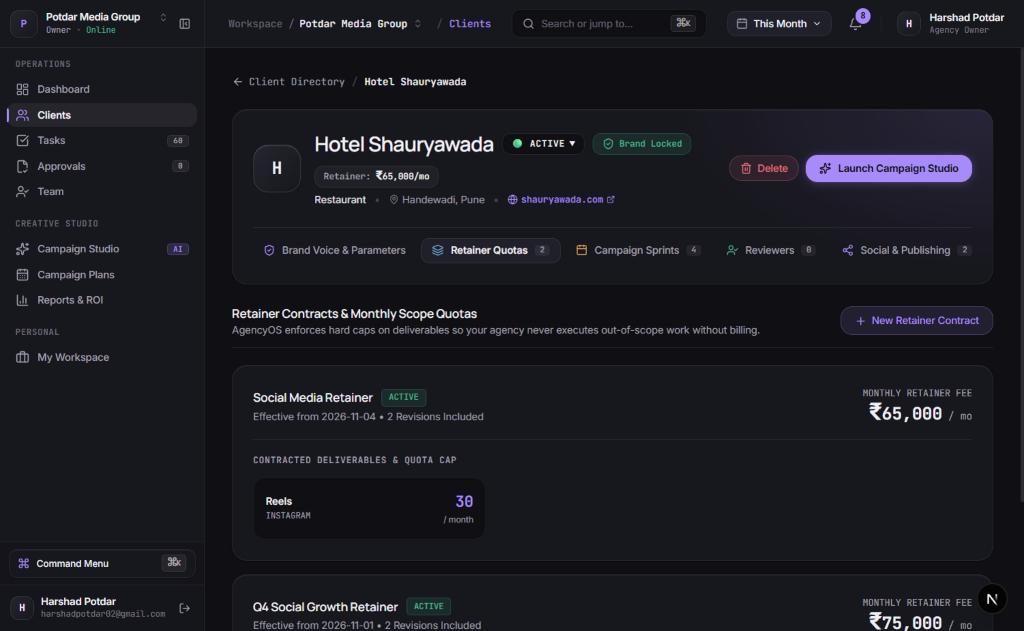 P Potdar Media Group
Owner • Online
Workspace / Potdar Media Group / Clients
Search or jump to... ⌘K
This Month
8
H Harshad Potdar
Agency Owner
OPERATIONS
Dashboard
Clients
Tasks 60
Approvals 0
Team
CREATIVE STUDIO
Campaign Studio AI
Campaign Plans
Reports & ROI
PERSONAL
My Workspace
Command Menu ⌘K
H Harshad Potdar
harshadpotdar02@gmail.com
← Client Directory / Hotel Shauryawada
H
Hotel Shauryawada ACTIVE ▼ Brand Locked
Retainer: ₹65,000/mo
Restaurant • Handewadi, Pune • shauryawada.com
Delete
Launch Campaign Studio
Brand Voice & Parameters
Retainer Quotas 2
Campaign Sprints 4
Reviewers 0
Social & Publishing 2
Retainer Contracts & Monthly Scope Quotas
AgencyOS enforces hard caps on deliverables so your agency never executes out-of-scope work without billing.
+ New Retainer Contract
Social Media Retainer ACTIVE
Effective from 2026-11-04 • 2 Revisions Included
MONTHLY RETAINER FEE
₹65,000 / mo
CONTRACTED DELIVERABLES & QUOTA CAP
Reels 30
INSTAGRAM / month
Q4 Social Growth Retainer ACTIVE
Effective from 2026-11-01 • 2 Revisions Included
MONTHLY RETAINER FEE
₹75,000 / mo
N